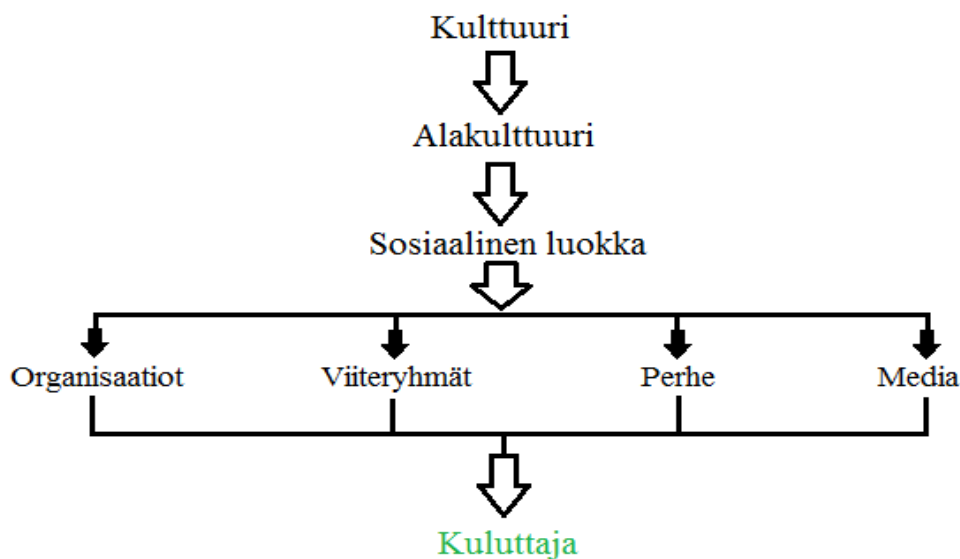 Kulttuuri
Alakulttuuri
Sosiaalinen luokka
Organisaatiot Viiteryhmät Perhe Media
Kuluttaja